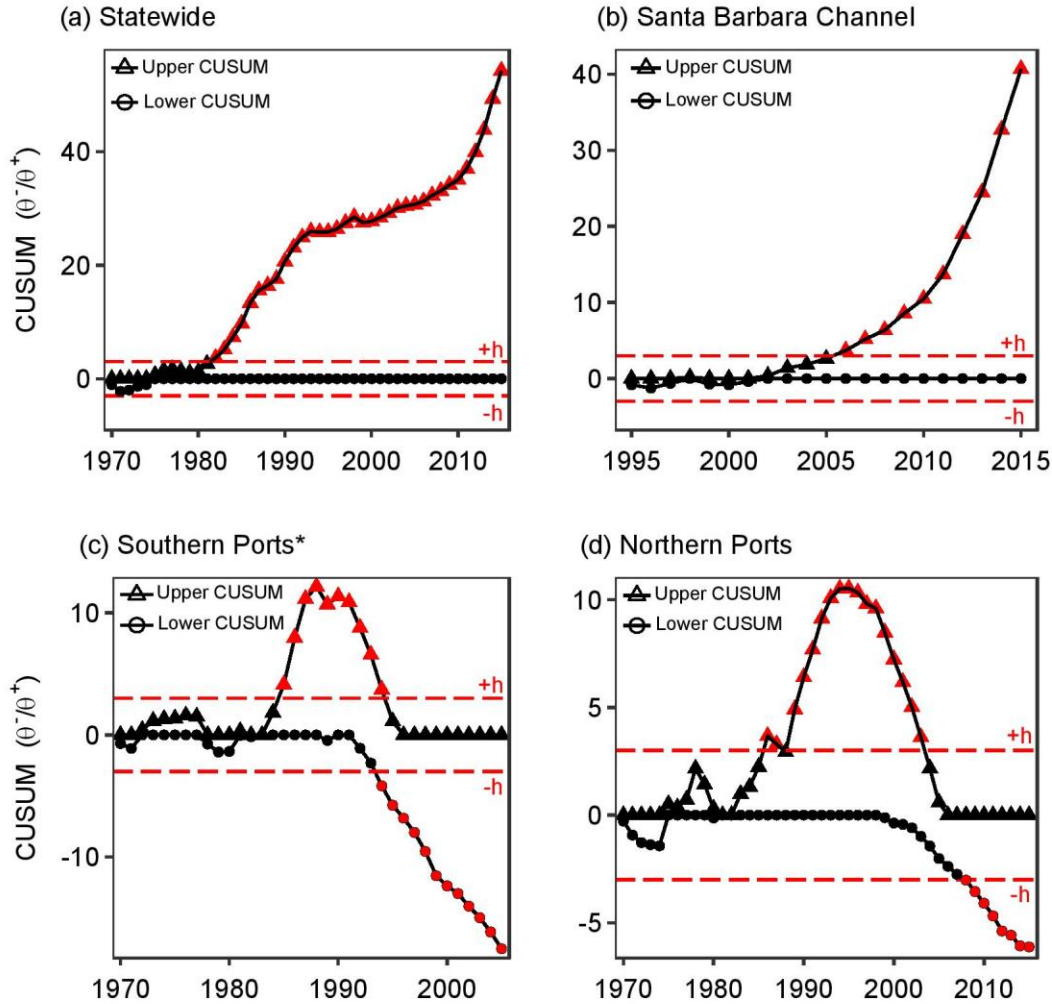 (a) Statewide
(b) Santa Barbara Channel
Upper CUSUM
Lower CUSUM
Upper CUSUM
Lower CUSUM
CUSUM (θ⁻/θ⁺)
40
20
0
+h
-h
1970 1980 1990 2000 2010
40
30
20
10
0
+h
-h
1995 2000 2005 2010 2015
(c) Southern Ports*
(d) Northern Ports
Upper CUSUM
Lower CUSUM
Upper CUSUM
Lower CUSUM
CUSUM (θ⁻/θ⁺)
10
0
-10
+h
-h
1970 1980 1990 2000
10
5
0
-5
+h
-h
1970 1980 1990 2000 2010